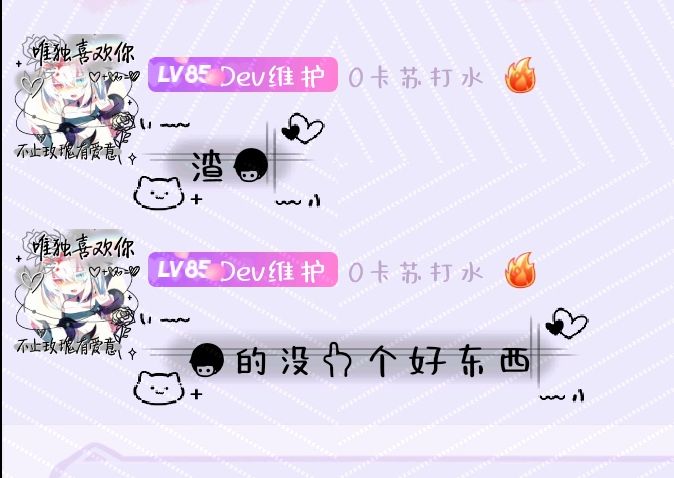 唯独喜欢你
LV85 Dev维护 0卡苏打水
渣
不止玫瑰有爱意
唯独喜欢你
LV85 Dev维护 0卡苏打水
的没个好东西
不止玫瑰有爱意